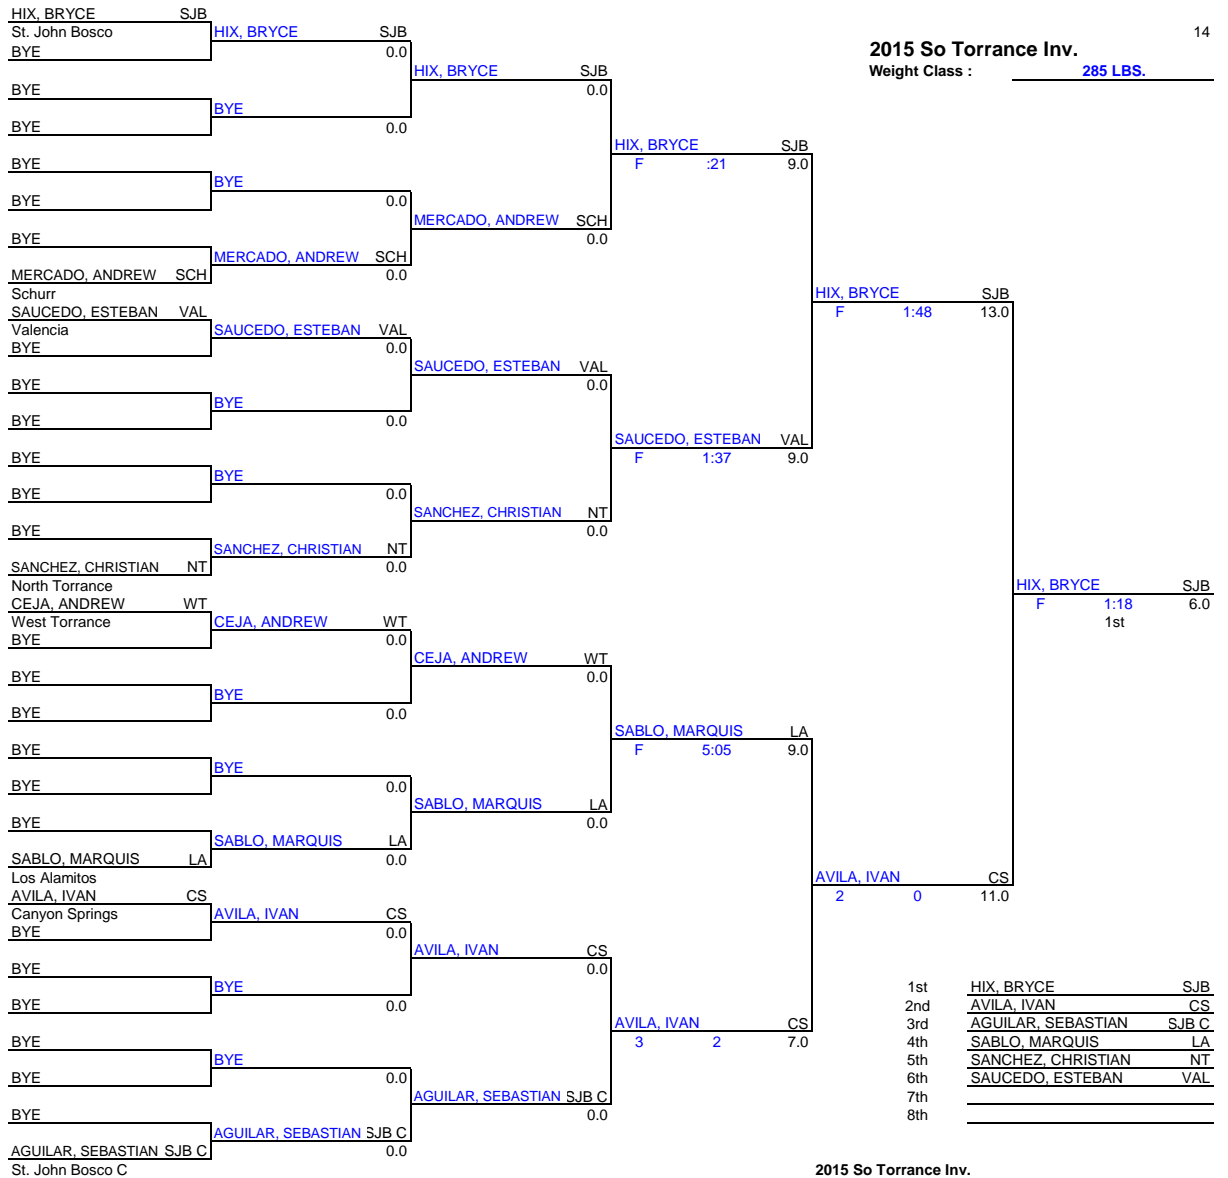 HIX, BRYCE SJB
St. John Bosco HIX, BRYCE SJB 14
BYE 0.0 2015 So Torrance Inv.
HIX, BRYCE SJB Weight Class : 285 LBS.
BYE 0.0
BYE
BYE 0.0
HIX, BRYCE SJB
BYE F :21 9.0
BYE
BYE 0.0
MERCADO, ANDREW SCH
BYE 0.0
MERCADO, ANDREW SCH
MERCADO, ANDREW SCH 0.0
Schurr HIX, BRYCE SJB
SAUCEDO, ESTEBAN VAL F 1:48 13.0
Valencia SAUCEDO, ESTEBAN VAL
BYE 0.0
SAUCEDO, ESTEBAN VAL
BYE 0.0
BYE
BYE 0.0
SAUCEDO, ESTEBAN VAL
BYE F 1:37 9.0
BYE
BYE 0.0
SANCHEZ, CHRISTIAN NT
BYE 0.0
SANCHEZ, CHRISTIAN NT
SANCHEZ, CHRISTIAN NT 0.0
North Torrance HIX, BRYCE SJB
CEJA, ANDREW WT F 1:18 6.0
West Torrance CEJA, ANDREW WT 1st
BYE 0.0
CEJA, ANDREW WT
BYE 0.0
BYE
BYE 0.0
SABLO, MARQUIS LA
BYE F 5:05 9.0
BYE
BYE 0.0
SABLO, MARQUIS LA
BYE 0.0
SABLO, MARQUIS LA
SABLO, MARQUIS LA 0.0
Los Alamitos AVILA, IVAN CS
AVILA, IVAN CS 2 0 11.0
Canyon Springs AVILA, IVAN CS
BYE 0.0
AVILA, IVAN CS
BYE 0.0
BYE 1st HIX, BRYCE SJB
BYE 0.0 2nd AVILA, IVAN CS
AVILA, IVAN CS 3rd AGUILAR, SEBASTIAN SJB C
BYE 3 2 7.0 4th SABLO, MARQUIS LA
BYE 5th SANCHEZ, CHRISTIAN NT
BYE 0.0 6th SAUCEDO, ESTEBAN VAL
AGUILAR, SEBASTIAN SJB C 7th
BYE 0.0 8th
AGUILAR, SEBASTIAN SJB C
AGUILAR, SEBASTIAN SJB C 0.0
St. John Bosco C 2015 So Torrance Inv.